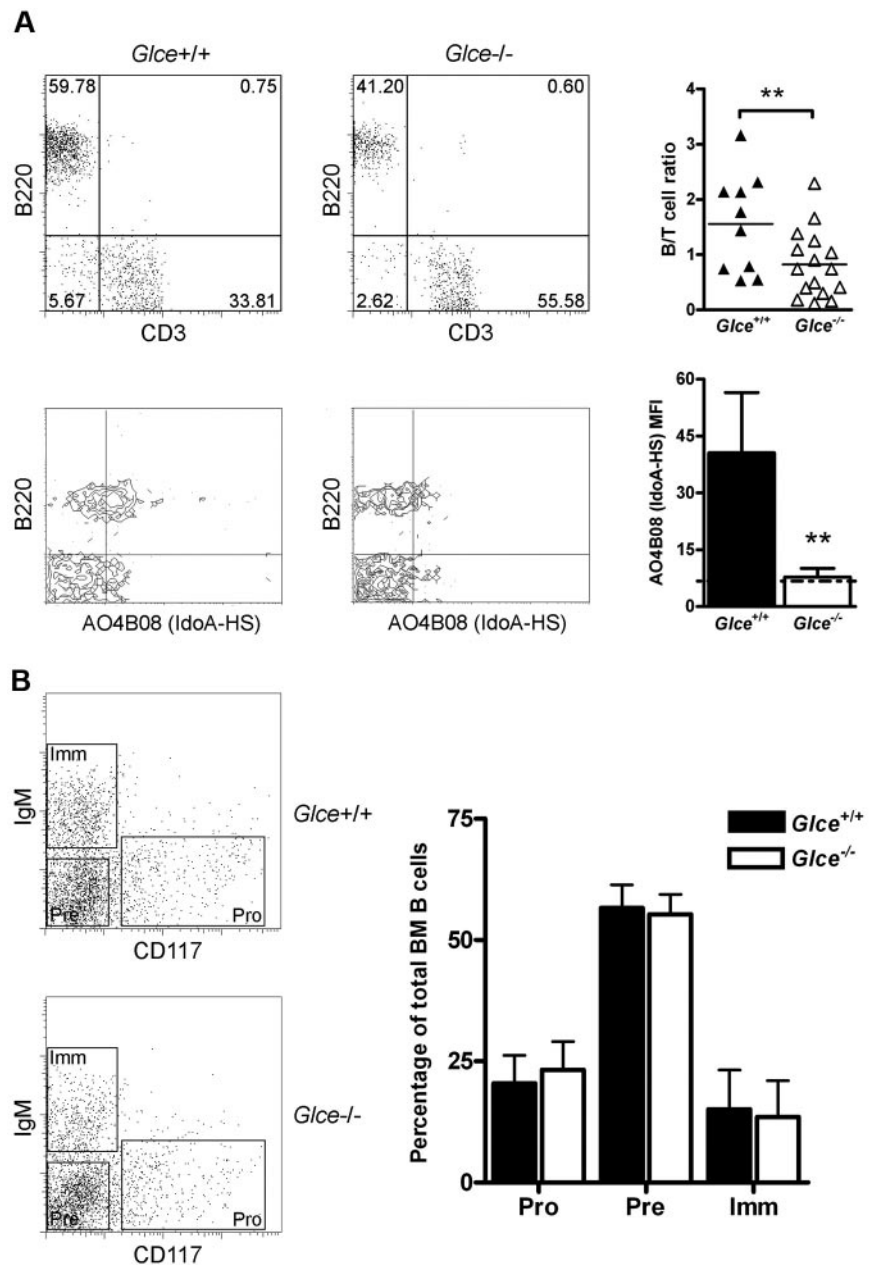 A
Glce+/+
59.78
0.75
B220
5.67
33.81
CD3
Glce-/-
41.20
0.60
B220
2.62
55.58
CD3
4
3
2
1
0
B/T cell ratio
**
Glce+/+
Glce-/-
B220
AO4B08 (IdoA-HS)
B220
AO4B08 (IdoA-HS)
60
45
30
15
0
AO4B08 (IdoA-HS) MFI
**
Glce+/+
Glce-/-
B
Imm
IgM
Pre
Pro
CD117
Glce+/+
Imm
IgM
Pre
Pro
CD117
Glce-/-
75
50
25
0
Percentage of total BM B cells
Glce+/+
Glce-/-
Pro
Pre
Imm